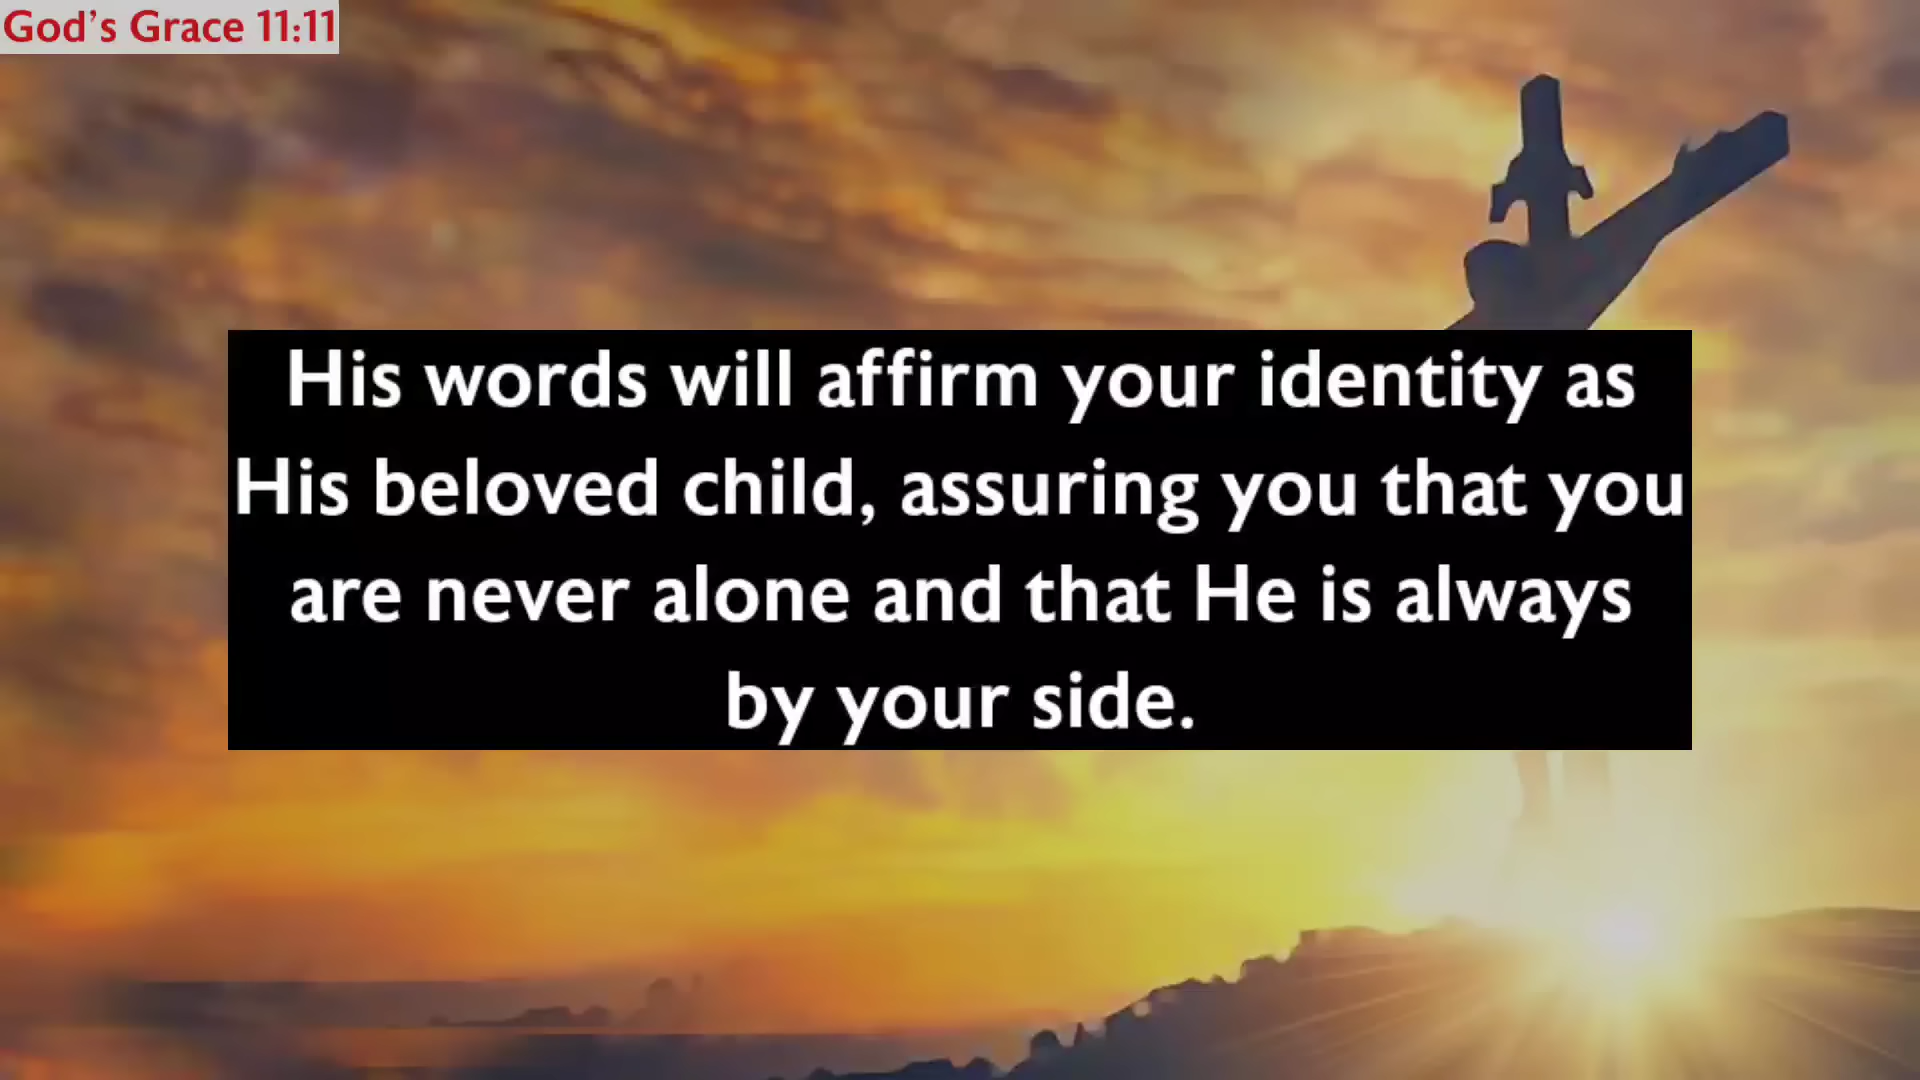 God’s Grace 11:11
His words will affirm your identity as
His beloved child, assuring you that you
are never alone and that He is always
by your side.